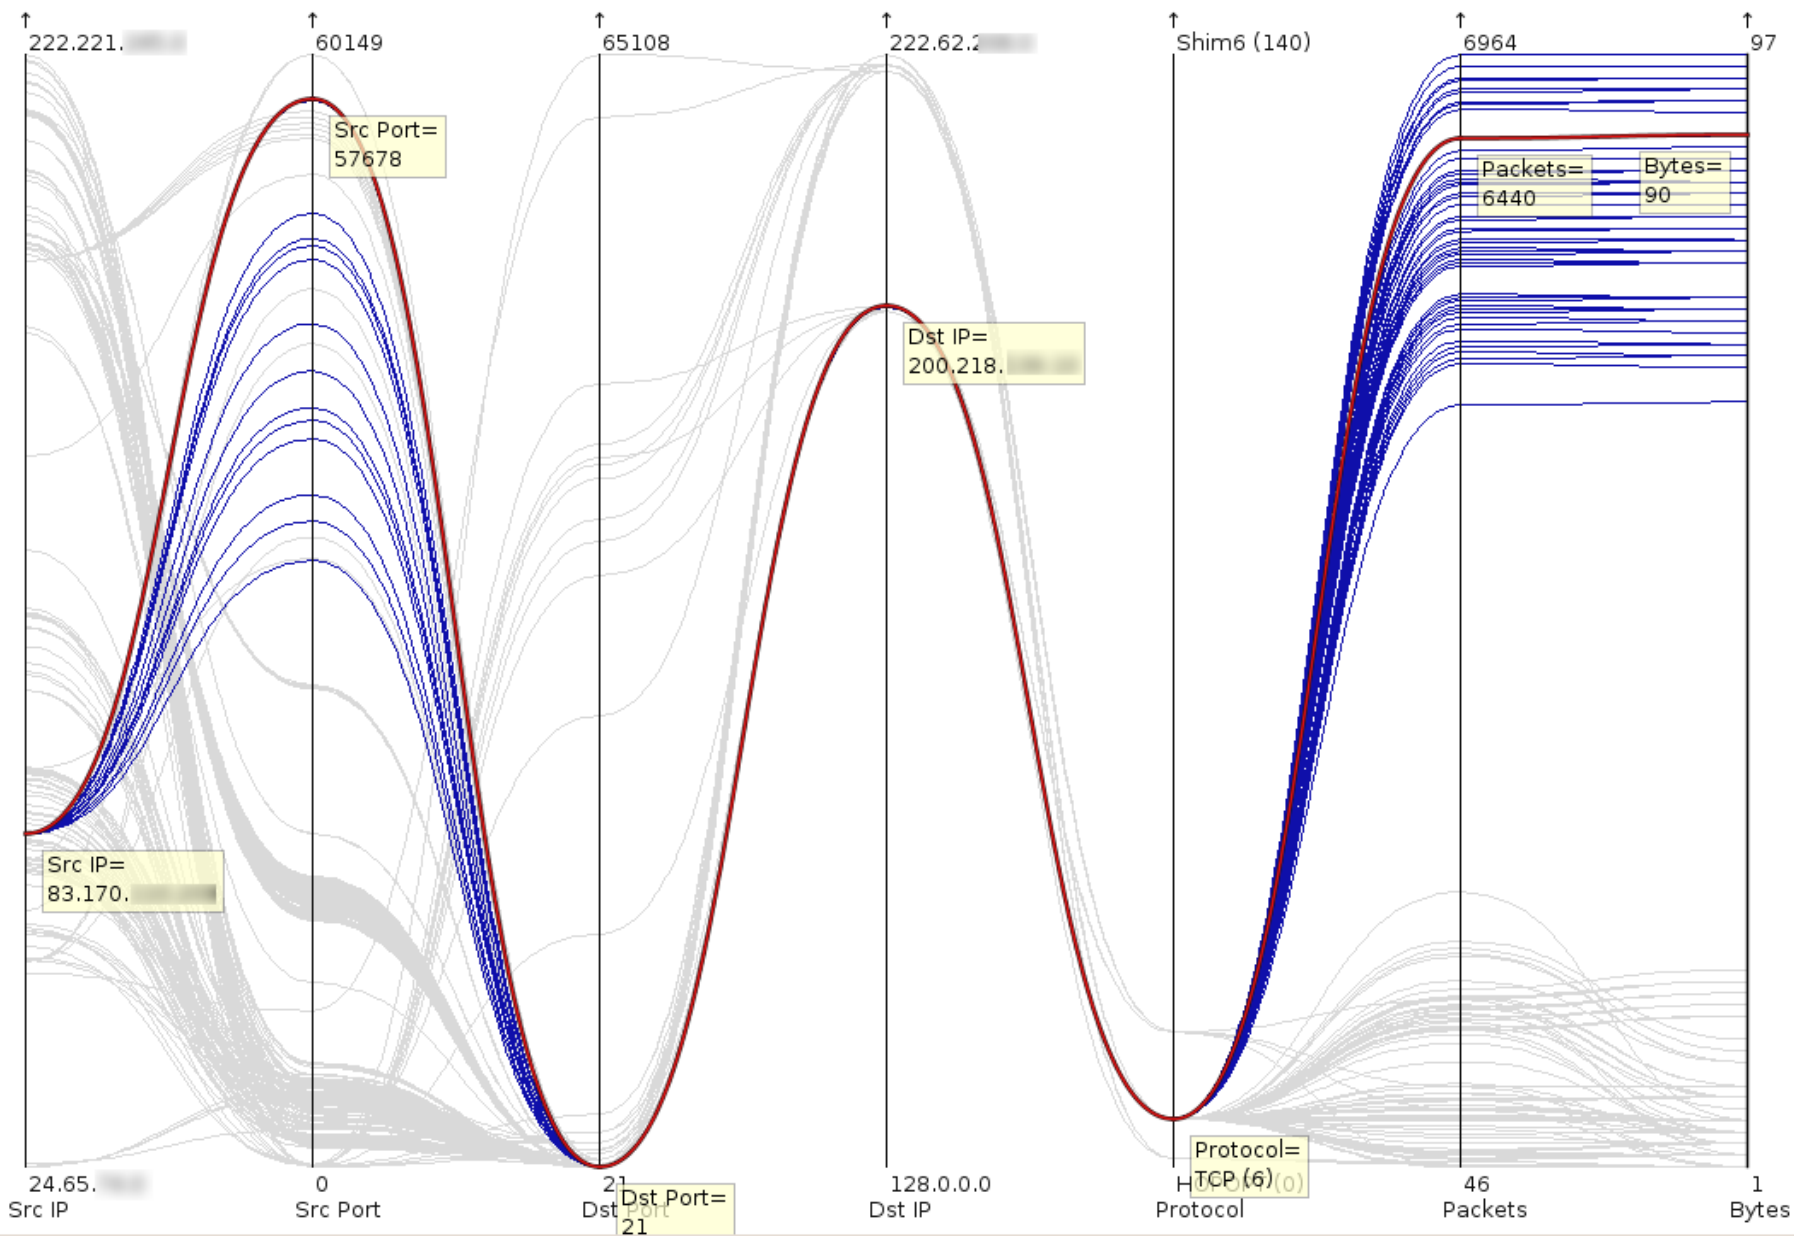 222.221.
60149
65108
222.62.2
Shim6 (140)
6964
97
Src Port=
57678
Packets=
6440
Bytes=
90
Dst IP=
200.218.
Src IP=
83.170.
Protocol=
TCP (6)
Dst Port=
21
24.65.
0
21
128.0.0.0
46
1
Src IP
Src Port
Dst Port
Dst IP
Protocol
Packets
Bytes